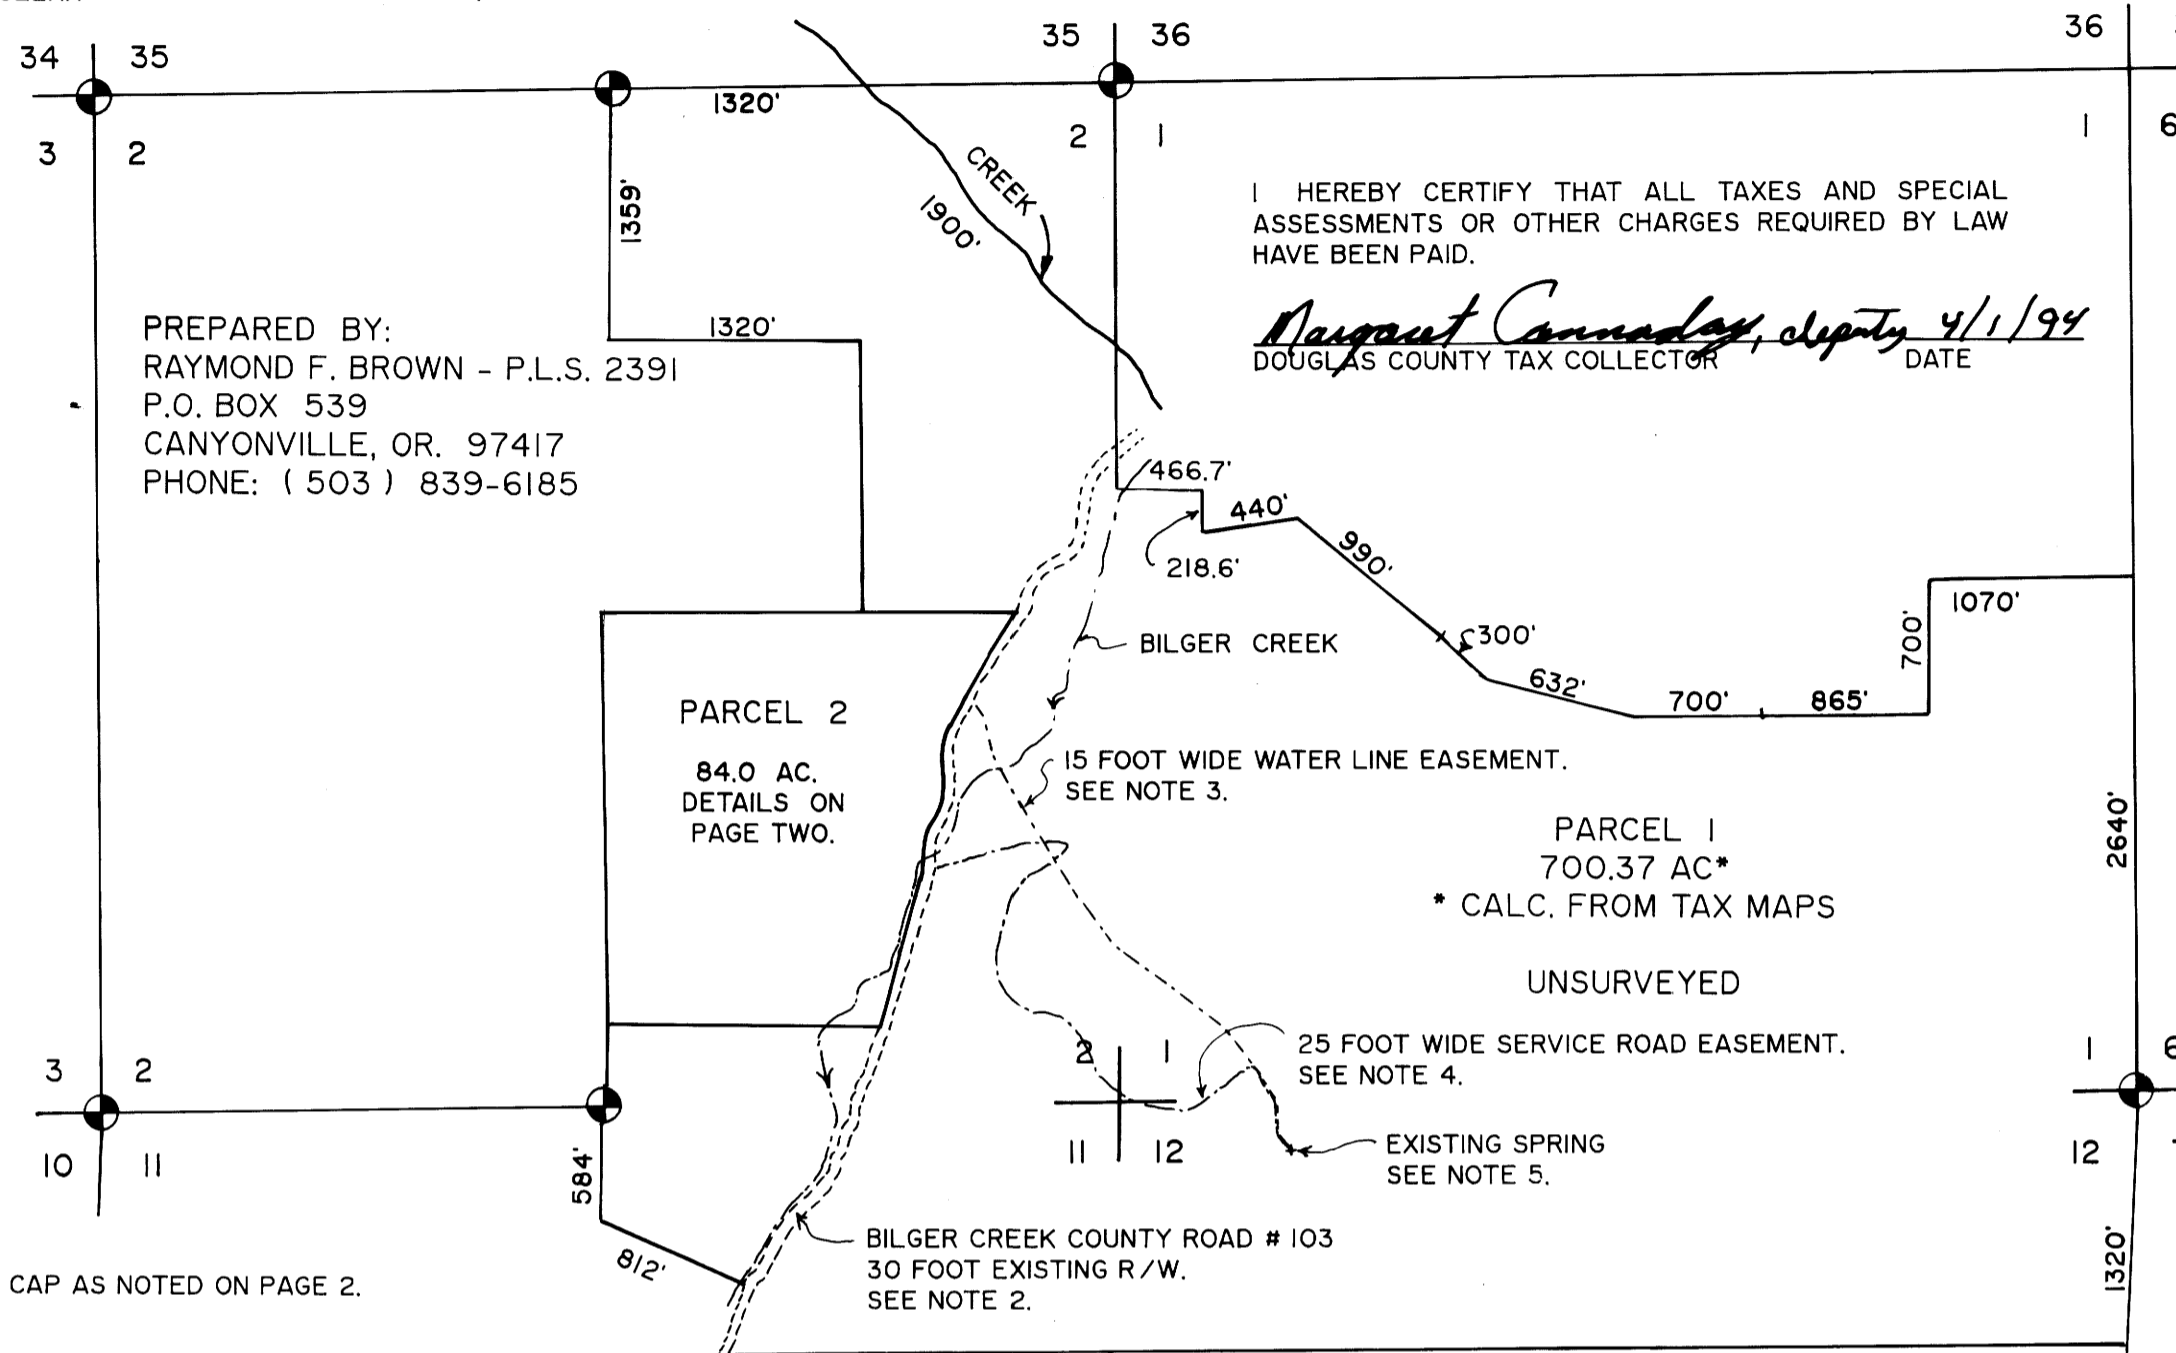 34 35
35 36
36
3 2
2 1
1 6
1320'
1359'
CREEK
1900'
I HEREBY CERTIFY THAT ALL TAXES AND SPECIAL
ASSESSMENTS OR OTHER CHARGES REQUIRED BY LAW
HAVE BEEN PAID.
Margaret Cannaday, deputy 4/1/94
DOUGLAS COUNTY TAX COLLECTOR DATE
PREPARED BY:
RAYMOND F. BROWN - P.L.S. 2391
P.O. BOX 539
CANYONVILLE, OR. 97417
PHONE: ( 503 ) 839-6185
1320'
466.7'
440'
218.6'
990'
300'
632'
700'
865'
700'
1070'
BILGER CREEK
PARCEL 2
84.0 AC.
DETAILS ON
PAGE TWO.
15 FOOT WIDE WATER LINE EASEMENT.
SEE NOTE 3.
PARCEL 1
700.37 AC*
* CALC. FROM TAX MAPS
UNSURVEYED
2640'
25 FOOT WIDE SERVICE ROAD EASEMENT.
SEE NOTE 4.
3 2
2 1
1 6
10 11
11 12
12
EXISTING SPRING
SEE NOTE 5.
584'
812'
BILGER CREEK COUNTY ROAD # 103
30 FOOT EXISTING R/W.
SEE NOTE 2.
1320'
CAP AS NOTED ON PAGE 2.